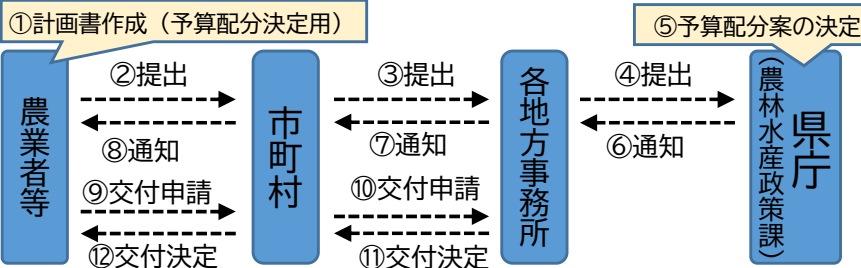 ①計画書作成（予算配分決定用）
⑤予算配分案の決定
②提出
③提出
④提出
農業者等
市町村
各地方事務所
県庁
（農林水産政策課）
⑧通知
⑦通知
⑥通知
⑨交付申請
⑩交付申請
⑫交付決定
⑪交付決定